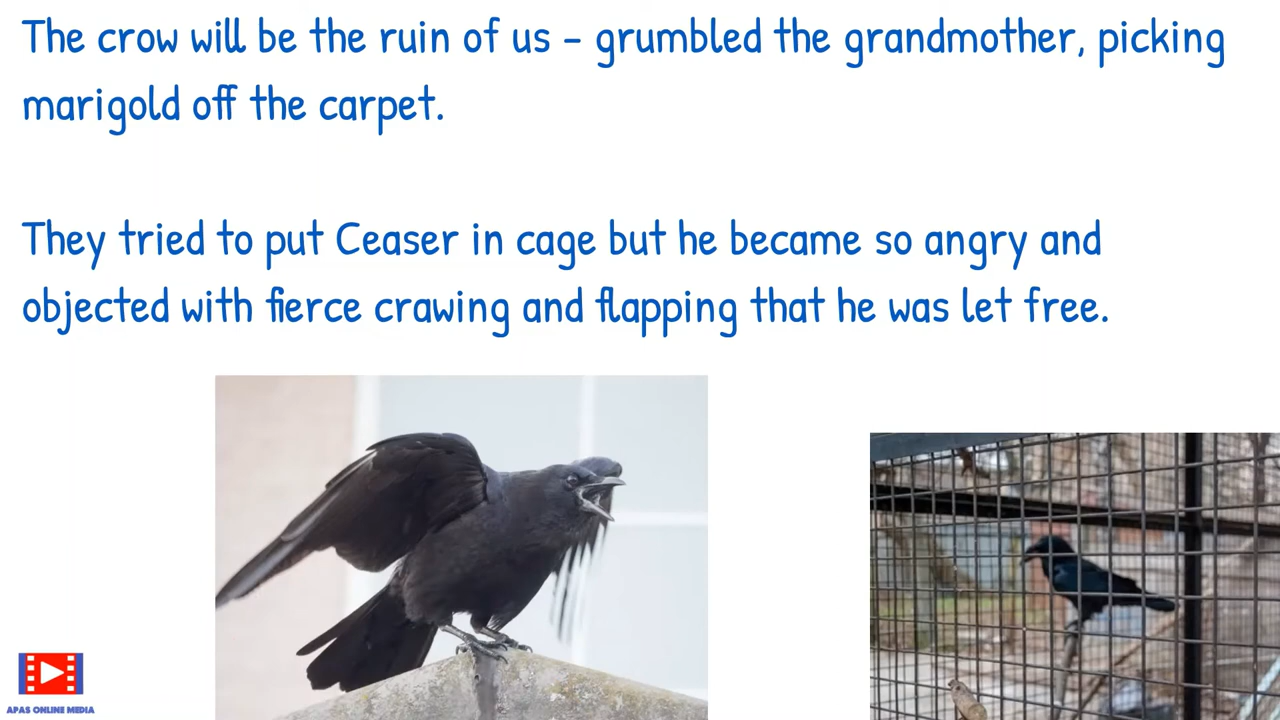 The crow will be the ruin of us – grumbled the grandmother, picking
marigold off the carpet.
They tried to put Ceaser in cage but he became so angry and
objected with fierce crawing and flapping that he was let free.
APAS ONLINE MEDIA